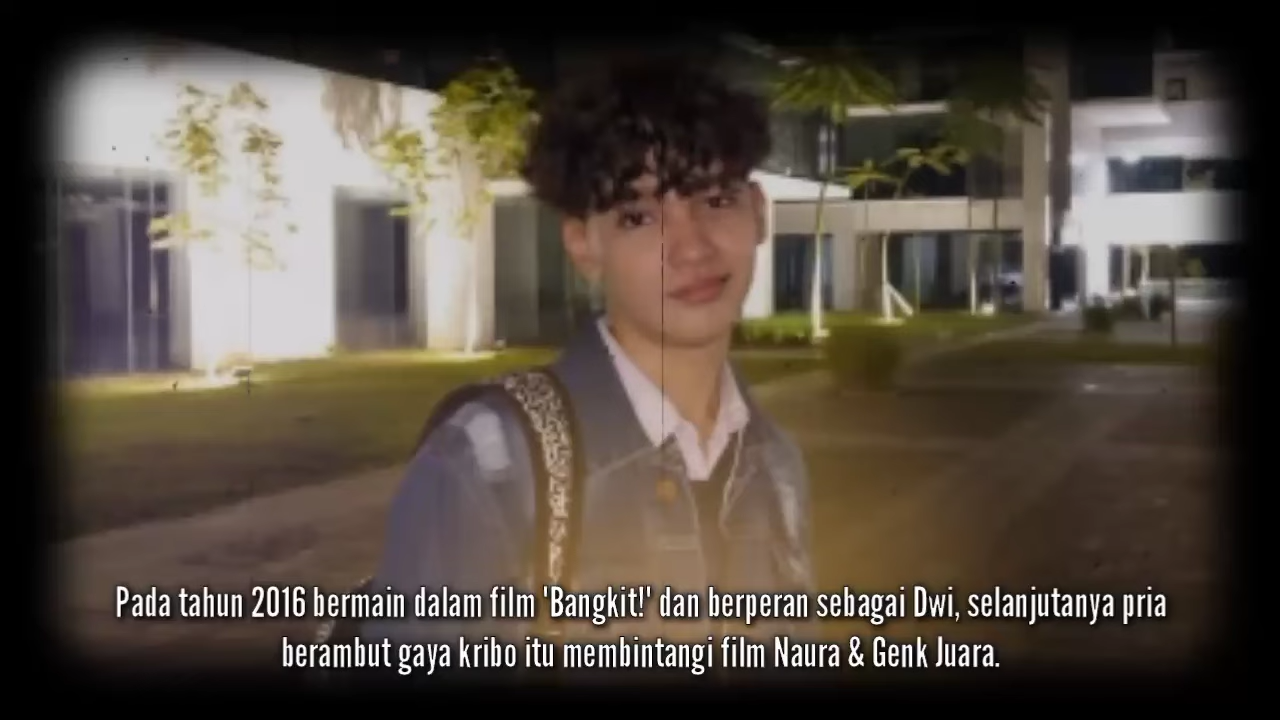 Pada tahun 2016 bermain dalam film 'Bangkit!' dan berperan sebagai Dwi, selanjutanya pria
berambut gaya kribo itu membintangi film Naura & Genk Juara.